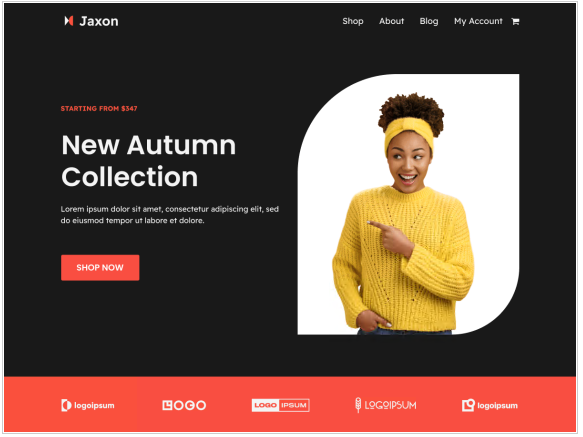 Jaxon
Shop About Blog My Account
STARTING FROM $347
New Autumn
Collection
Lorem ipsum dolor sit amet, consectetur adipiscing elit, sed
do eiusmod tempor ut labore et dolore.
SHOP NOW
logoipsum LOGO LOGO IPSUM LOGOIPSUM logoipsum